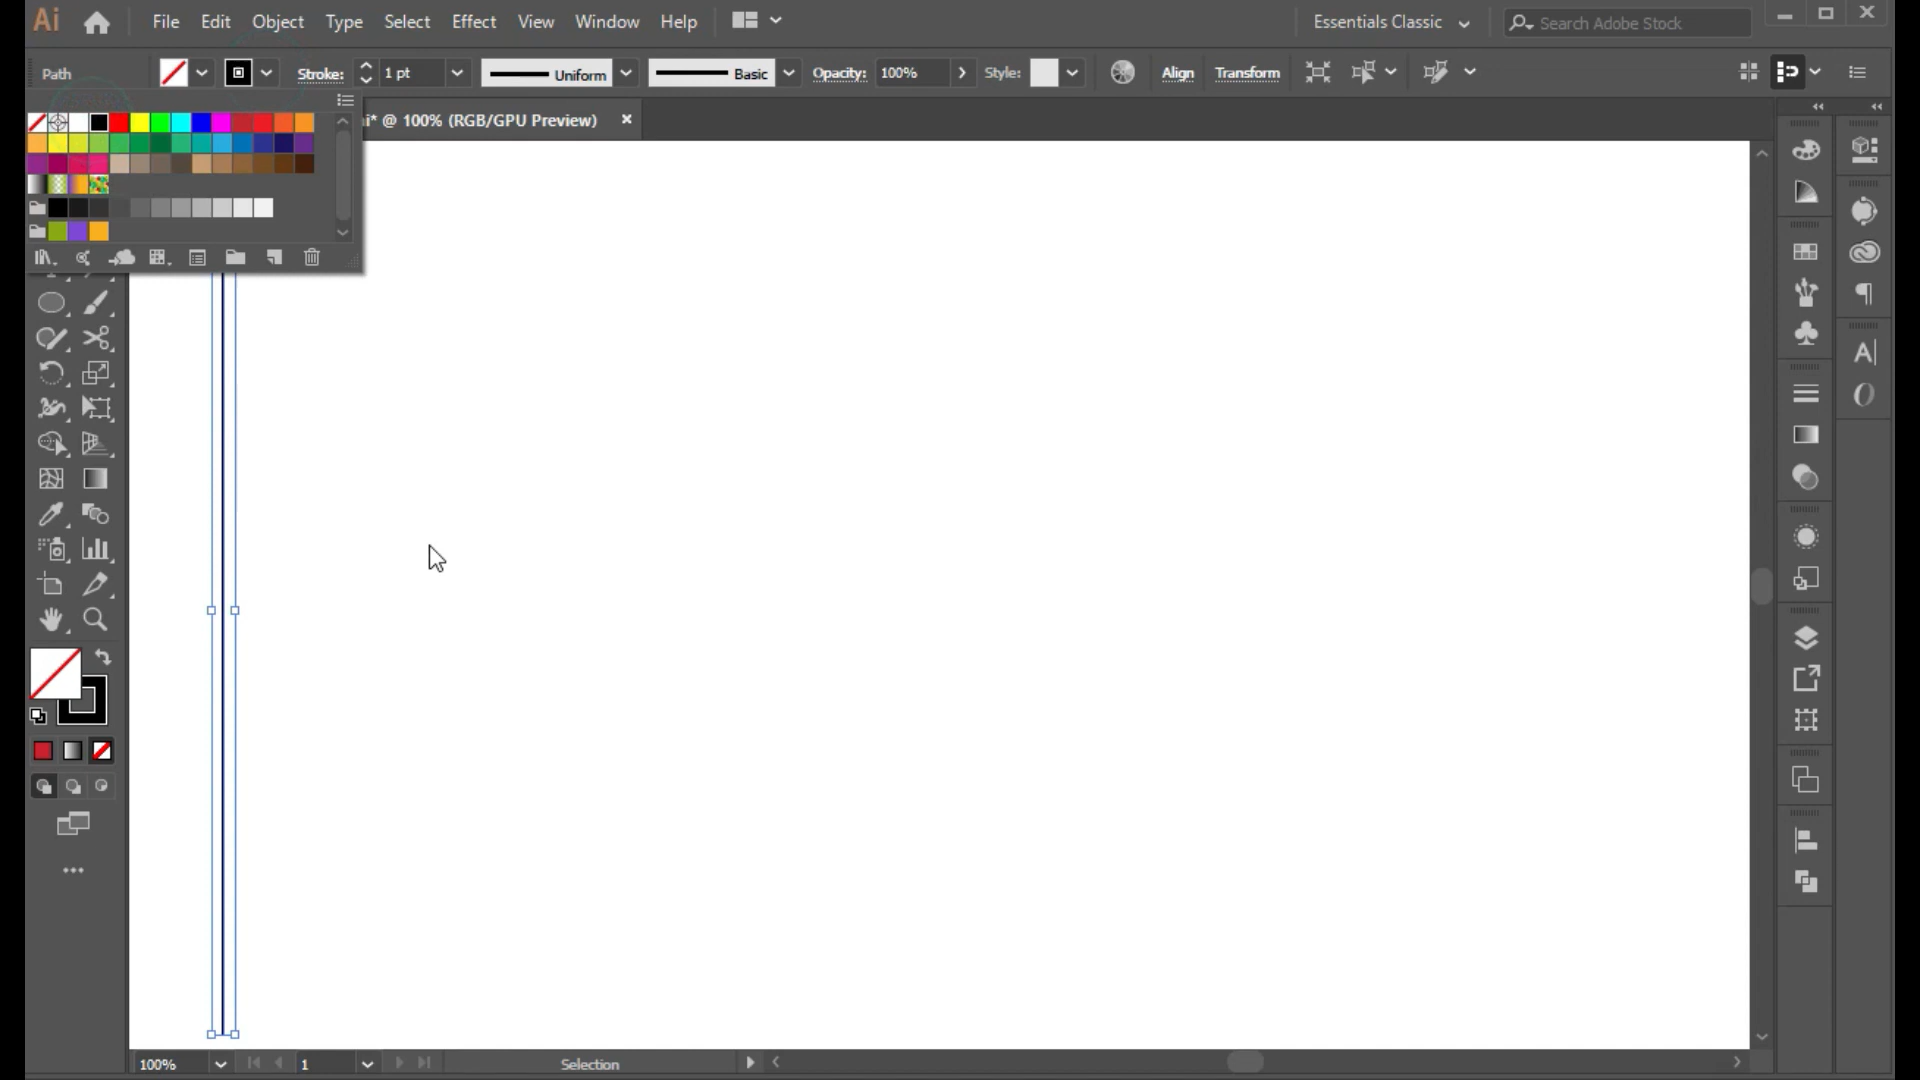 Ai File Edit Object Type Select Effect View Window Help Essentials Classic Search Adobe Stock
Path Stroke: 1 pt Uniform Basic Opacity: 100% Style: Align Transform
i* @ 100% (RGB/GPU Preview)
100% 1 Selection